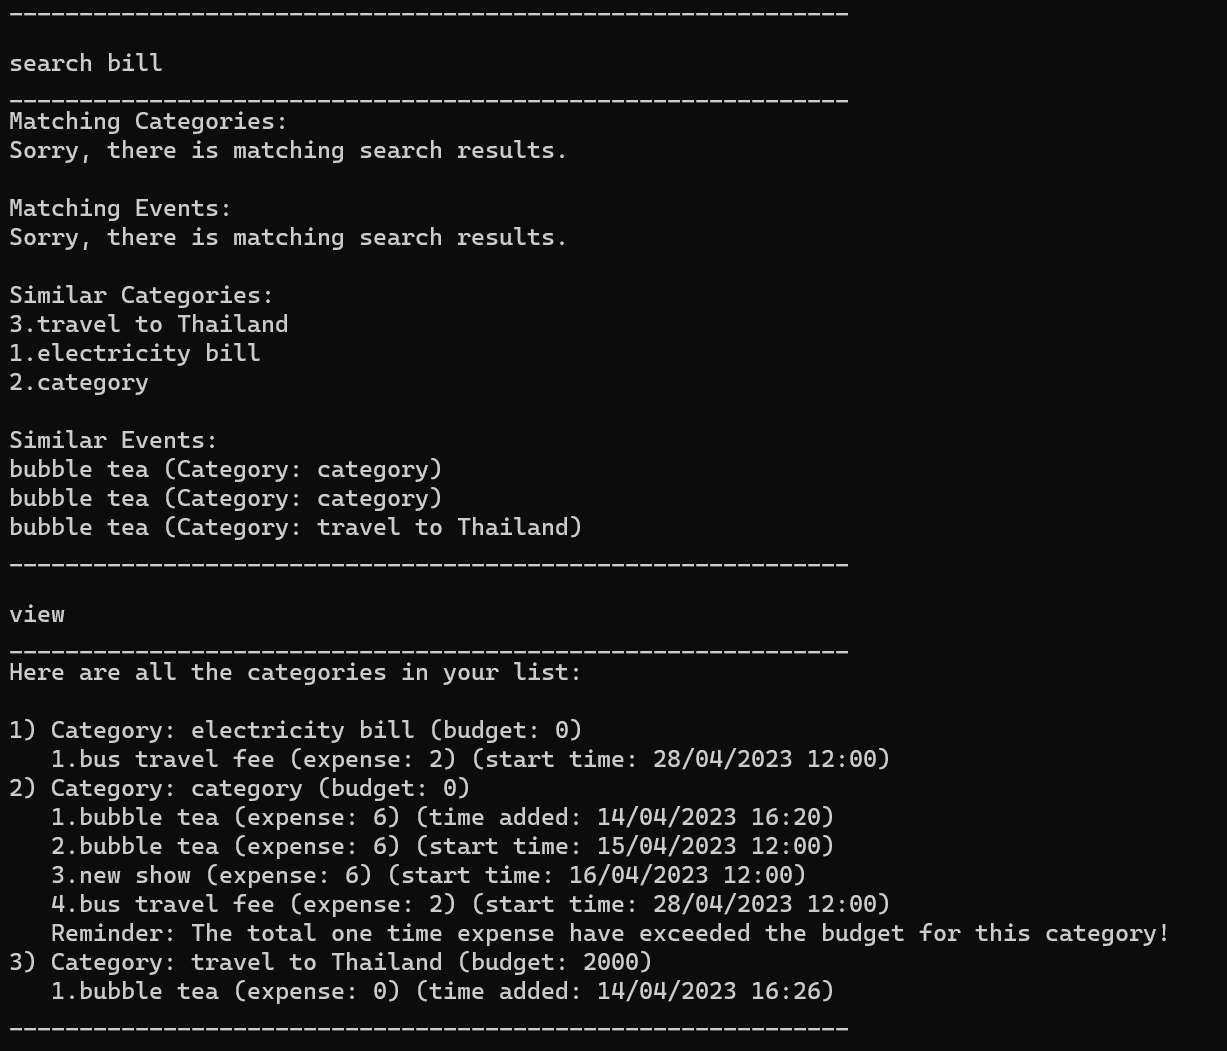 ____________________________________________________________
search bill
____________________________________________________________
Matching Categories:
Sorry, there is matching search results.
Matching Events:
Sorry, there is matching search results.
Similar Categories:
3.travel to Thailand
1.electricity bill
2.category
Similar Events:
bubble tea (Category: category)
bubble tea (Category: category)
bubble tea (Category: travel to Thailand)
____________________________________________________________
view
____________________________________________________________
Here are all the categories in your list:
1) Category: electricity bill (budget: 0)
   1.bus travel fee (expense: 2) (start time: 28/04/2023 12:00)
2) Category: category (budget: 0)
   1.bubble tea (expense: 6) (time added: 14/04/2023 16:20)
   2.bubble tea (expense: 6) (start time: 15/04/2023 12:00)
   3.new show (expense: 6) (start time: 16/04/2023 12:00)
   4.bus travel fee (expense: 2) (start time: 28/04/2023 12:00)
   Reminder: The total one time expense have exceeded the budget for this category!
3) Category: travel to Thailand (budget: 2000)
   1.bubble tea (expense: 0) (time added: 14/04/2023 16:26)
____________________________________________________________